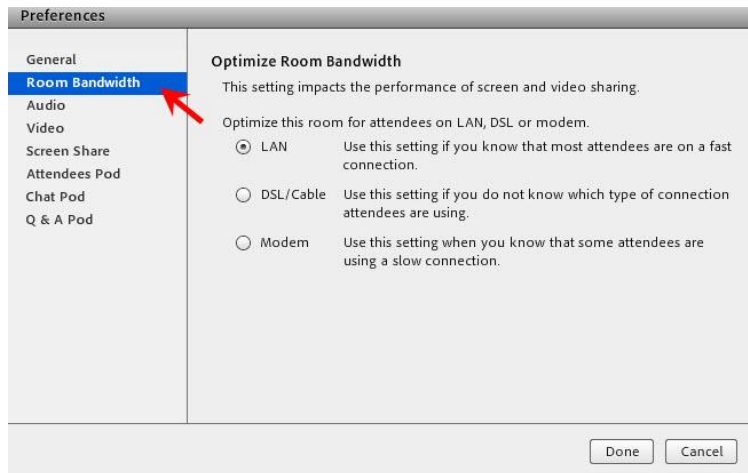 Preferences
General
Room Bandwidth
Audio
Video
Screen Share
Attendees Pod
Chat Pod
Q & A Pod
Optimize Room Bandwidth
This setting impacts the performance of screen and video sharing.
Optimize this room for attendees on LAN, DSL or modem.
LAN Use this setting if you know that most attendees are on a fast
connection.
DSL/Cable Use this setting if you do not know which type of connection
attendees are using.
Modem Use this setting when you know that some attendees are
using a slow connection.
Done Cancel